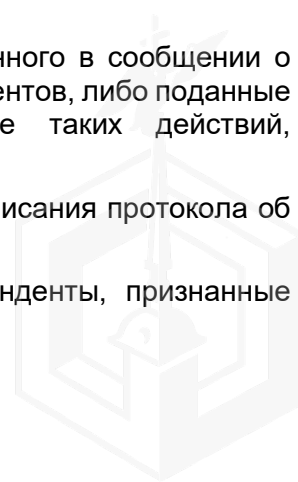 нного в сообщении о
ентов, либо поданные
е таких действий,
исания протокола об
нденты, признанные